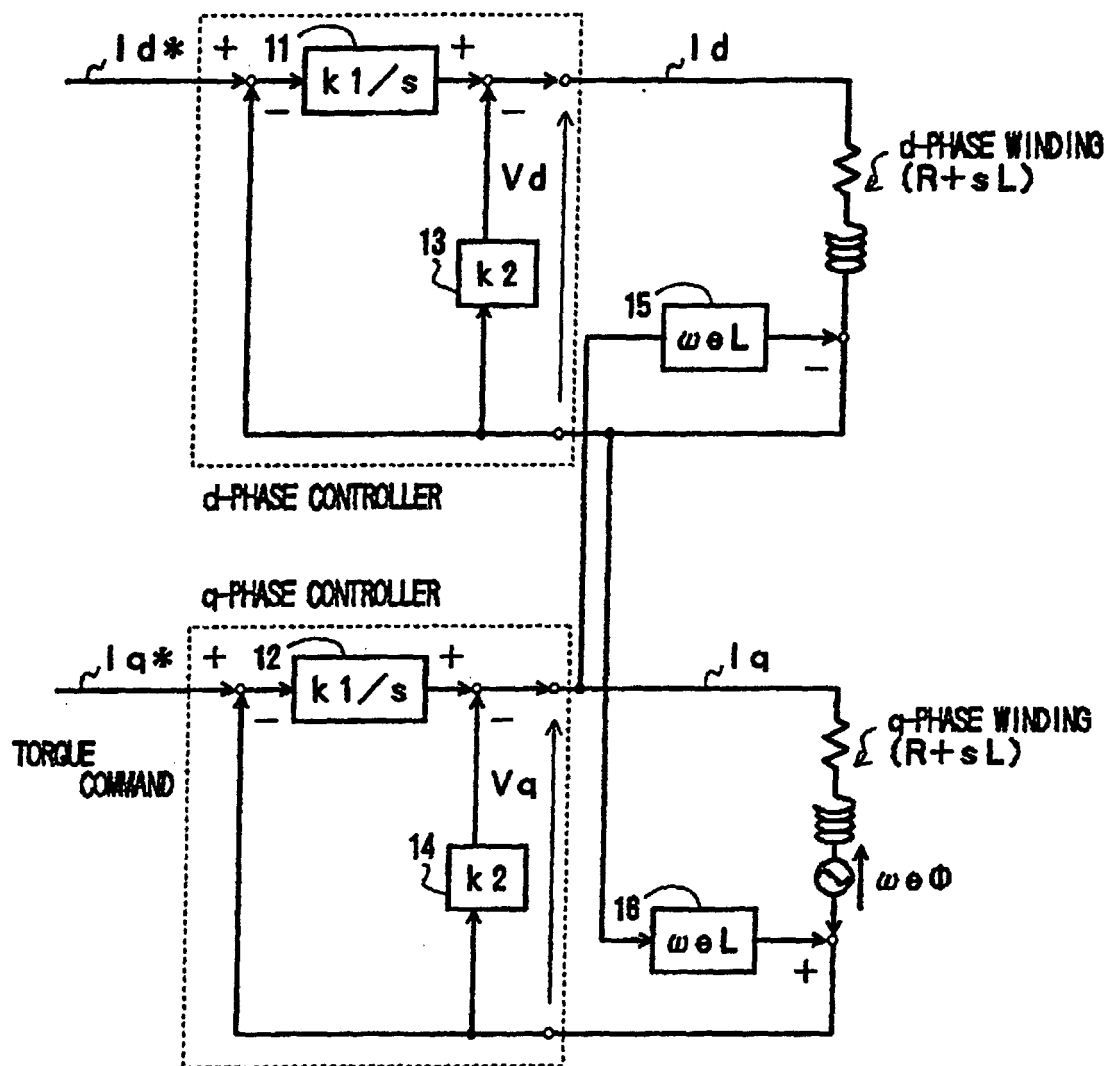 Id*
+
11
k1/s
+
Id
−
−
d-PHASE WINDING
(R+sL)
Vd
13
k2
15
ωeL
−
d-PHASE CONTROLLER
q-PHASE CONTROLLER
Iq*
+
12
k1/s
+
Iq
−
−
q-PHASE WINDING
(R+sL)
TORQUE
COMMAND
Vq
14
k2
ωeΦ
16
ωeL
+